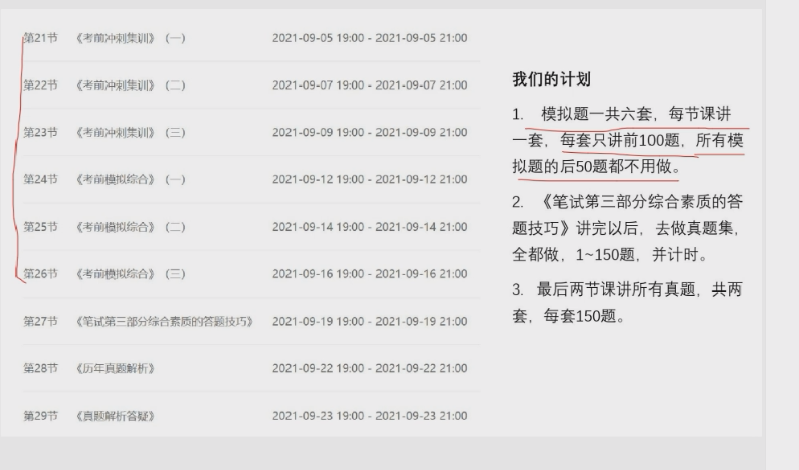 第21节 《考前冲刺集训》（一） 2021-09-05 19:00 - 2021-09-05 21:00
第22节 《考前冲刺集训》（二） 2021-09-07 19:00 - 2021-09-07 21:00
第23节 《考前冲刺集训》（三） 2021-09-09 19:00 - 2021-09-09 21:00
第24节 《考前模拟综合》（一） 2021-09-12 19:00 - 2021-09-12 21:00
第25节 《考前模拟综合》（二） 2021-09-14 19:00 - 2021-09-14 21:00
第26节 《考前模拟综合》（三） 2021-09-16 19:00 - 2021-09-16 21:00
第27节 《笔试第三部分综合素质的答题技巧》 2021-09-19 19:00 - 2021-09-19 21:00
第28节 《历年真题解析》 2021-09-22 19:00 - 2021-09-22 21:00
第29节 《真题解析答疑》 2021-09-23 19:00 - 2021-09-23 21:00
我们的计划
1. 模拟题一共六套，每节课讲
一套，每套只讲前100题，所有模
拟题的后50题都不用做。
2. 《笔试第三部分综合素质的答
题技巧》讲完以后，去做真题集，
全都做，1~150题，并计时。
3. 最后两节课讲所有真题，共两
套，每套150题。